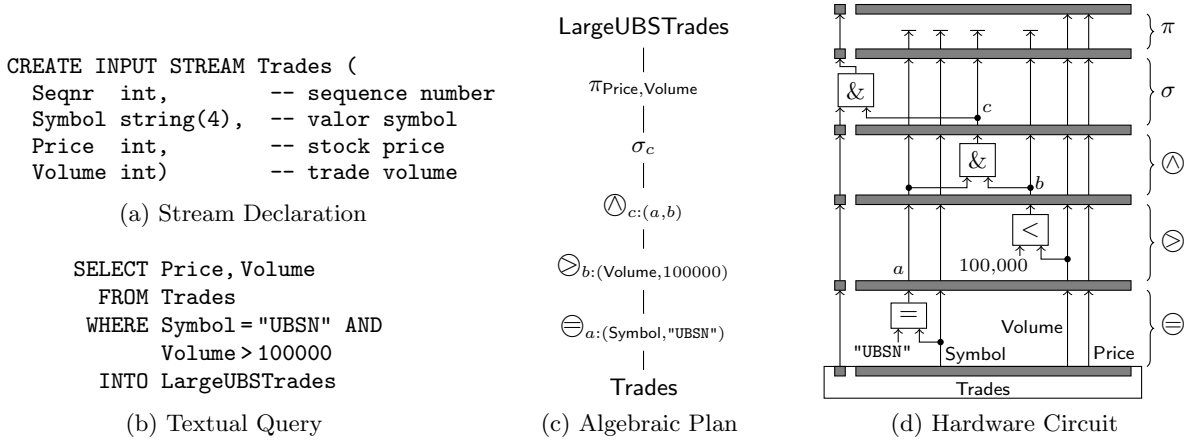 CREATE INPUT STREAM Trades (
Seqnr int, -- sequence number
Symbol string(4), -- valor symbol
Price int, -- stock price
Volume int) -- trade volume
(a) Stream Declaration
SELECT Price, Volume
FROM Trades
WHERE Symbol = "UBSN" AND
Volume > 100000
INTO LargeUBSTrades
(b) Textual Query
LargeUBSTrades
πPrice,Volume
σc
⊘c:(a,b)
⧁b:(Volume,100000)
⊜a:(Symbol,"UBSN")
Trades
(c) Algebraic Plan
π
& σ
c
& ∧
b
<
100,000 >
a
= =
"UBSN" Symbol Volume Price
Trades
(d) Hardware Circuit